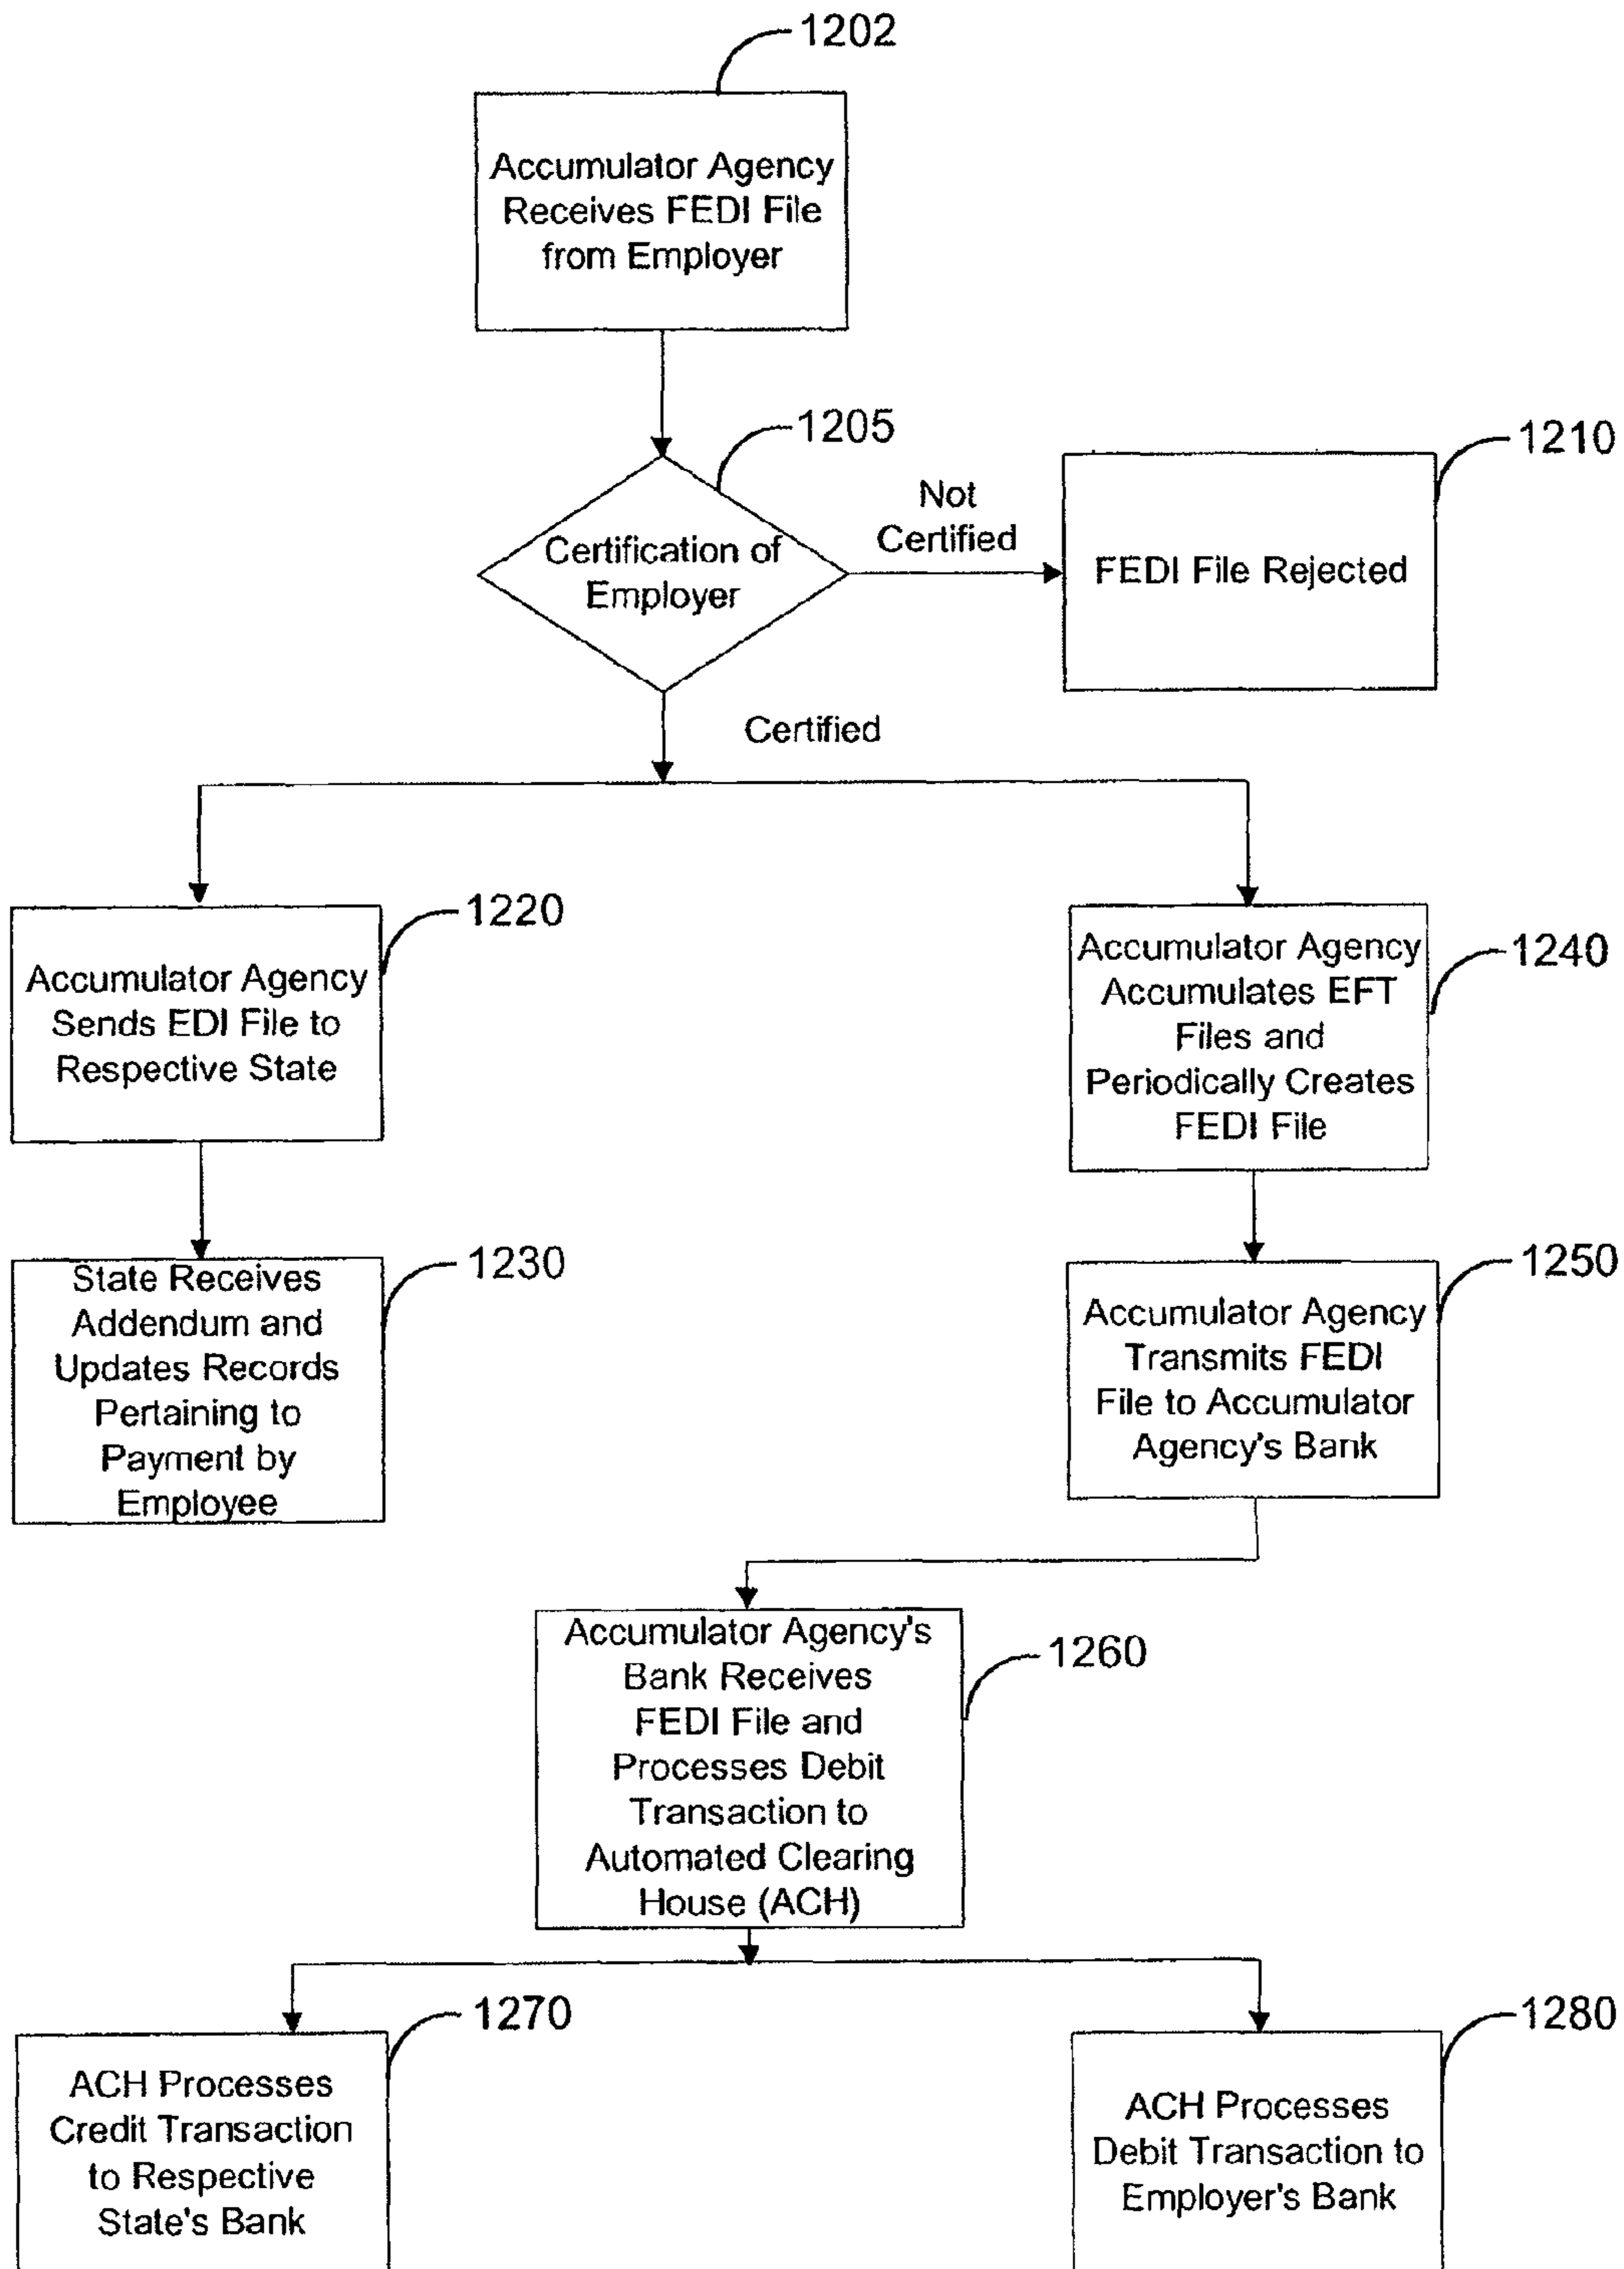 1202
Accumulator Agency
Receives FEDI File
from Employer
1205
Certification of
Employer
Not
Certified
1210
FEDI File Rejected
Certified
1220
Accumulator Agency
Sends EDI File to
Respective State
1240
Accumulator Agency
Accumulates EFT
Files and
Periodically Creates
FEDI File
1230
State Receives
Addendum and
Updates Records
Pertaining to
Payment by
Employee
1250
Accumulator Agency
Transmits FEDI
File to Accumulator
Agency's Bank
1260
Accumulator Agency's
Bank Receives
FEDI File and
Processes Debit
Transaction to
Automated Clearing
House (ACH)
1270
ACH Processes
Credit Transaction
to Respective
State's Bank
1280
ACH Processes
Debit Transaction to
Employer's Bank